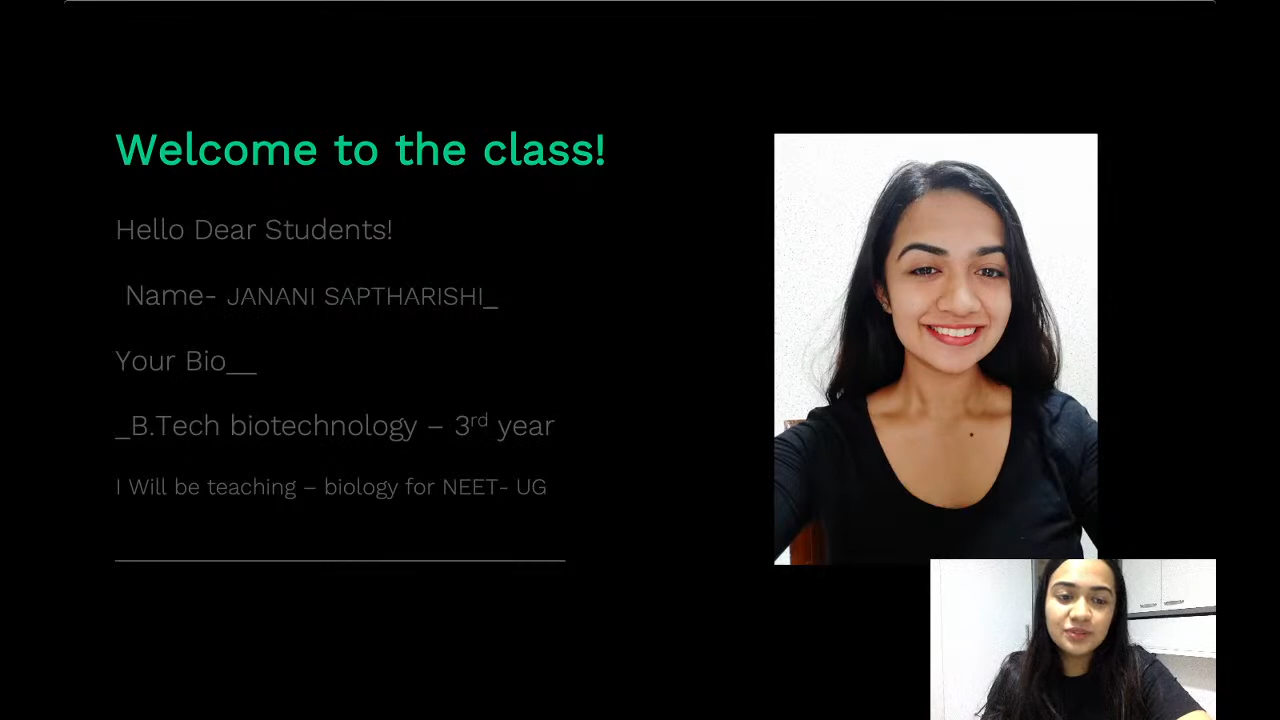 Welcome to the class!
Hello Dear Students!
Name- JANANI SAPTHARISHI_
Your Bio__
_B.Tech biotechnology – 3rd year
I Will be teaching – biology for NEET- UG